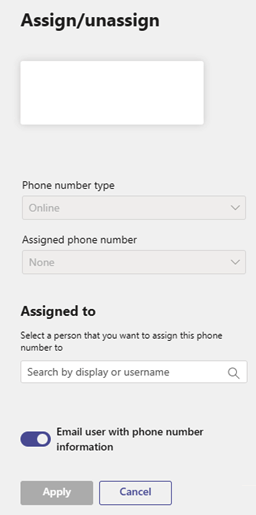 Assign/unassign
Phone number type
Online
Assigned phone number
None
Assigned to
Select a person that you want to assign this phone
number to
Search by display or username
Email user with phone number
information
Apply
Cancel